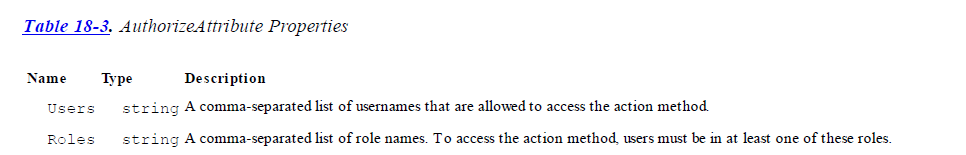 Table 18-3. AuthorizeAttribute Properties
Name Type Description
Users string A comma-separated list of usernames that are allowed to access the action method.
Roles string A comma-separated list of role names. To access the action method, users must be in at least one of these roles.